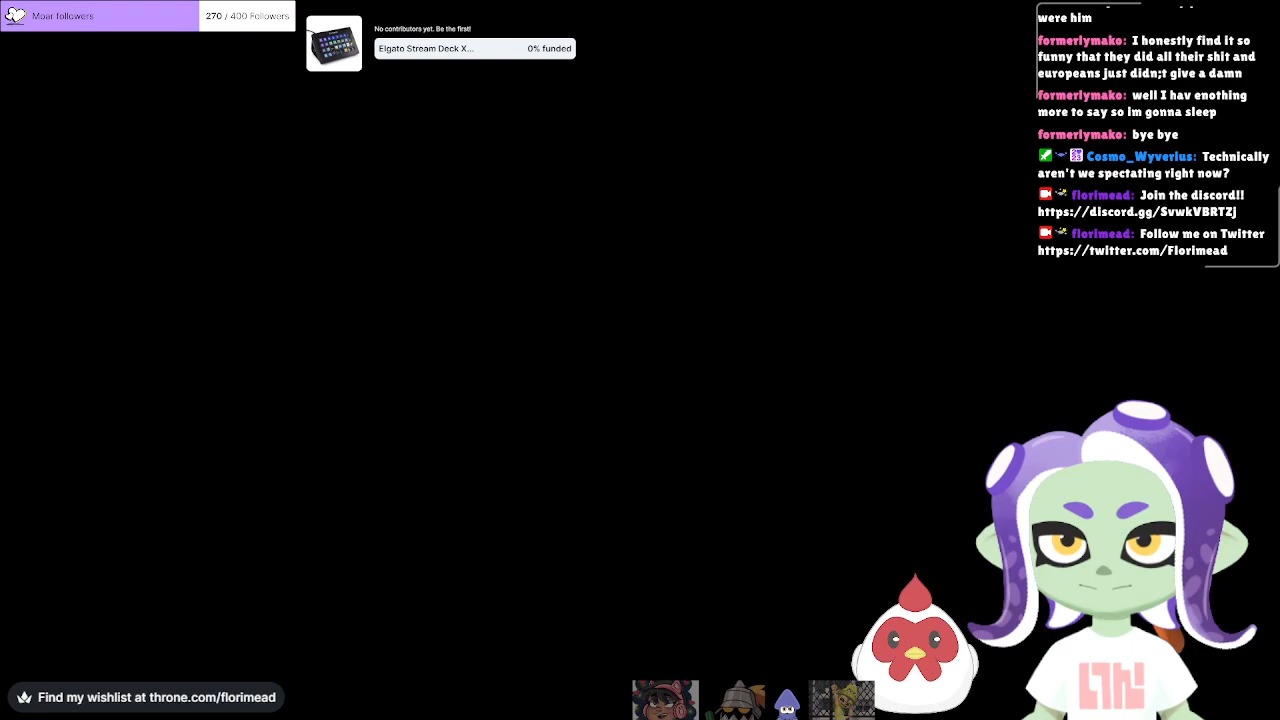 Moar followers
270 / 400 Followers
No contributors yet. Be the first!
Elgato Stream Deck X...
0% funded
were him
formerlymako: I honestly find it so
funny that they did all their shit and
europeans just didn;t give a damn
formerlymako: well I hav enothing
more to say so im gonna sleep
formerlymako: bye bye
Cosmo_Wyverius: Technically
aren't we spectating right now?
florimead: Join the discord!!
https://discord.gg/SvwkVBRTZJ
florimead: Follow me on Twitter
https://twitter.com/Florimead
Find my wishlist at throne.com/florimead